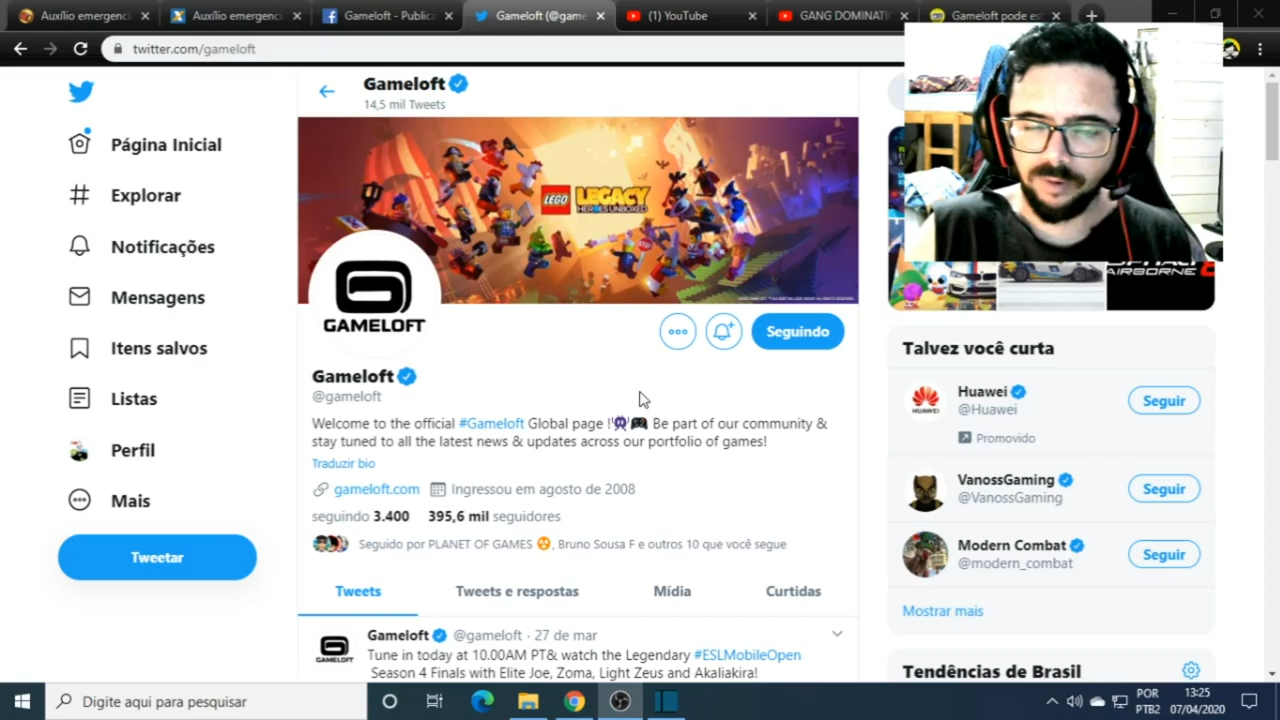 Auxílio emergenci
Auxílio emergenc
Gameloft - Publica
Gameloft (@game
(1) YouTube
GANG DOMINATI
Gameloft pode es
twitter.com/gameloft
Gameloft
14,5 mil Tweets
LEGO LEGACY
HEROES UNBOXED
GAMELOFT
Seguindo
Gameloft
@gameloft
Welcome to the official #Gameloft Global page ! Be part of our community &
stay tuned to all the latest news & updates across our portfolio of games!
Traduzir bio
gameloft.com Ingressou em agosto de 2008
seguindo 3.400 395,6 mil seguidores
Seguido por PLANET OF GAMES, Bruno Sousa F e outros 10 que você segue
Tweets
Tweets e respostas
Mídia
Curtidas
Gameloft @gameloft · 27 de mar
Tune in today at 10.00AM PT& watch the Legendary #ESLMobileOpen
Season 4 Finals with Elite Joe, Zoma, Light Zeus and Akaliakira!
GAMELOFT
Página Inicial
Explorar
Notificações
Mensagens
Itens salvos
Listas
Perfil
Mais
Tweetar
AIRBORNE
Talvez você curta
Huawei
@Huawei
Promovido
Seguir
HUAWEI
VanossGaming
@VanossGaming
Seguir
Modern Combat
@modern_combat
Seguir
Mostrar mais
Tendências de Brasil
Digite aqui para pesquisar
POR
PTB2
13:25
07/04/2020